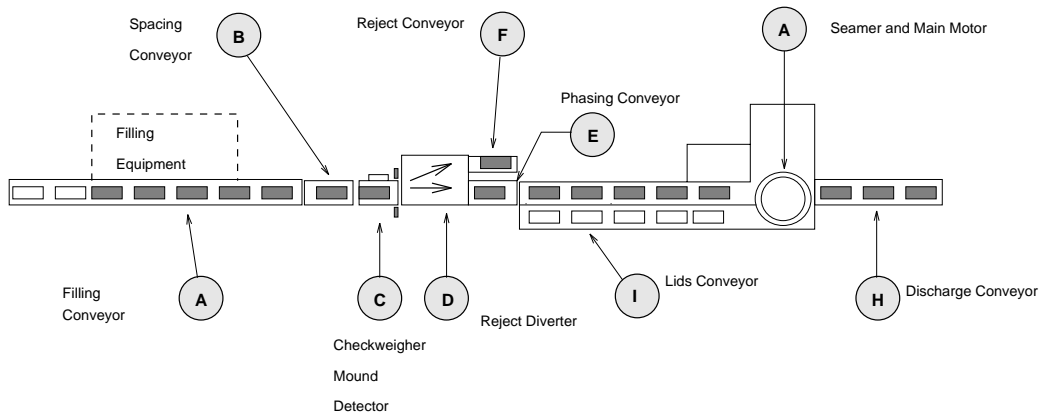 Spacing
Conveyor
B
Reject Conveyor
F
A
Seamer and Main Motor
Phasing Conveyor
E
Filling
Equipment
Filling
Conveyor
A
C
D
Reject Diverter
Checkweigher
Mound
Detector
I
Lids Conveyor
H
Discharge Conveyor